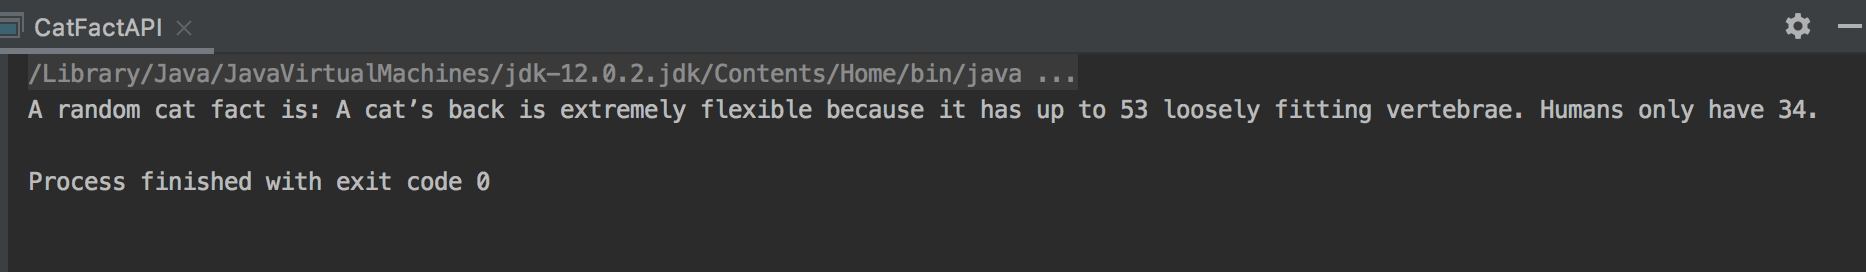 CatFactAPI
/Library/Java/JavaVirtualMachines/jdk-12.0.2.jdk/Contents/Home/bin/java ...
A random cat fact is: A cat’s back is extremely flexible because it has up to 53 loosely fitting vertebrae. Humans only have 34.
Process finished with exit code 0